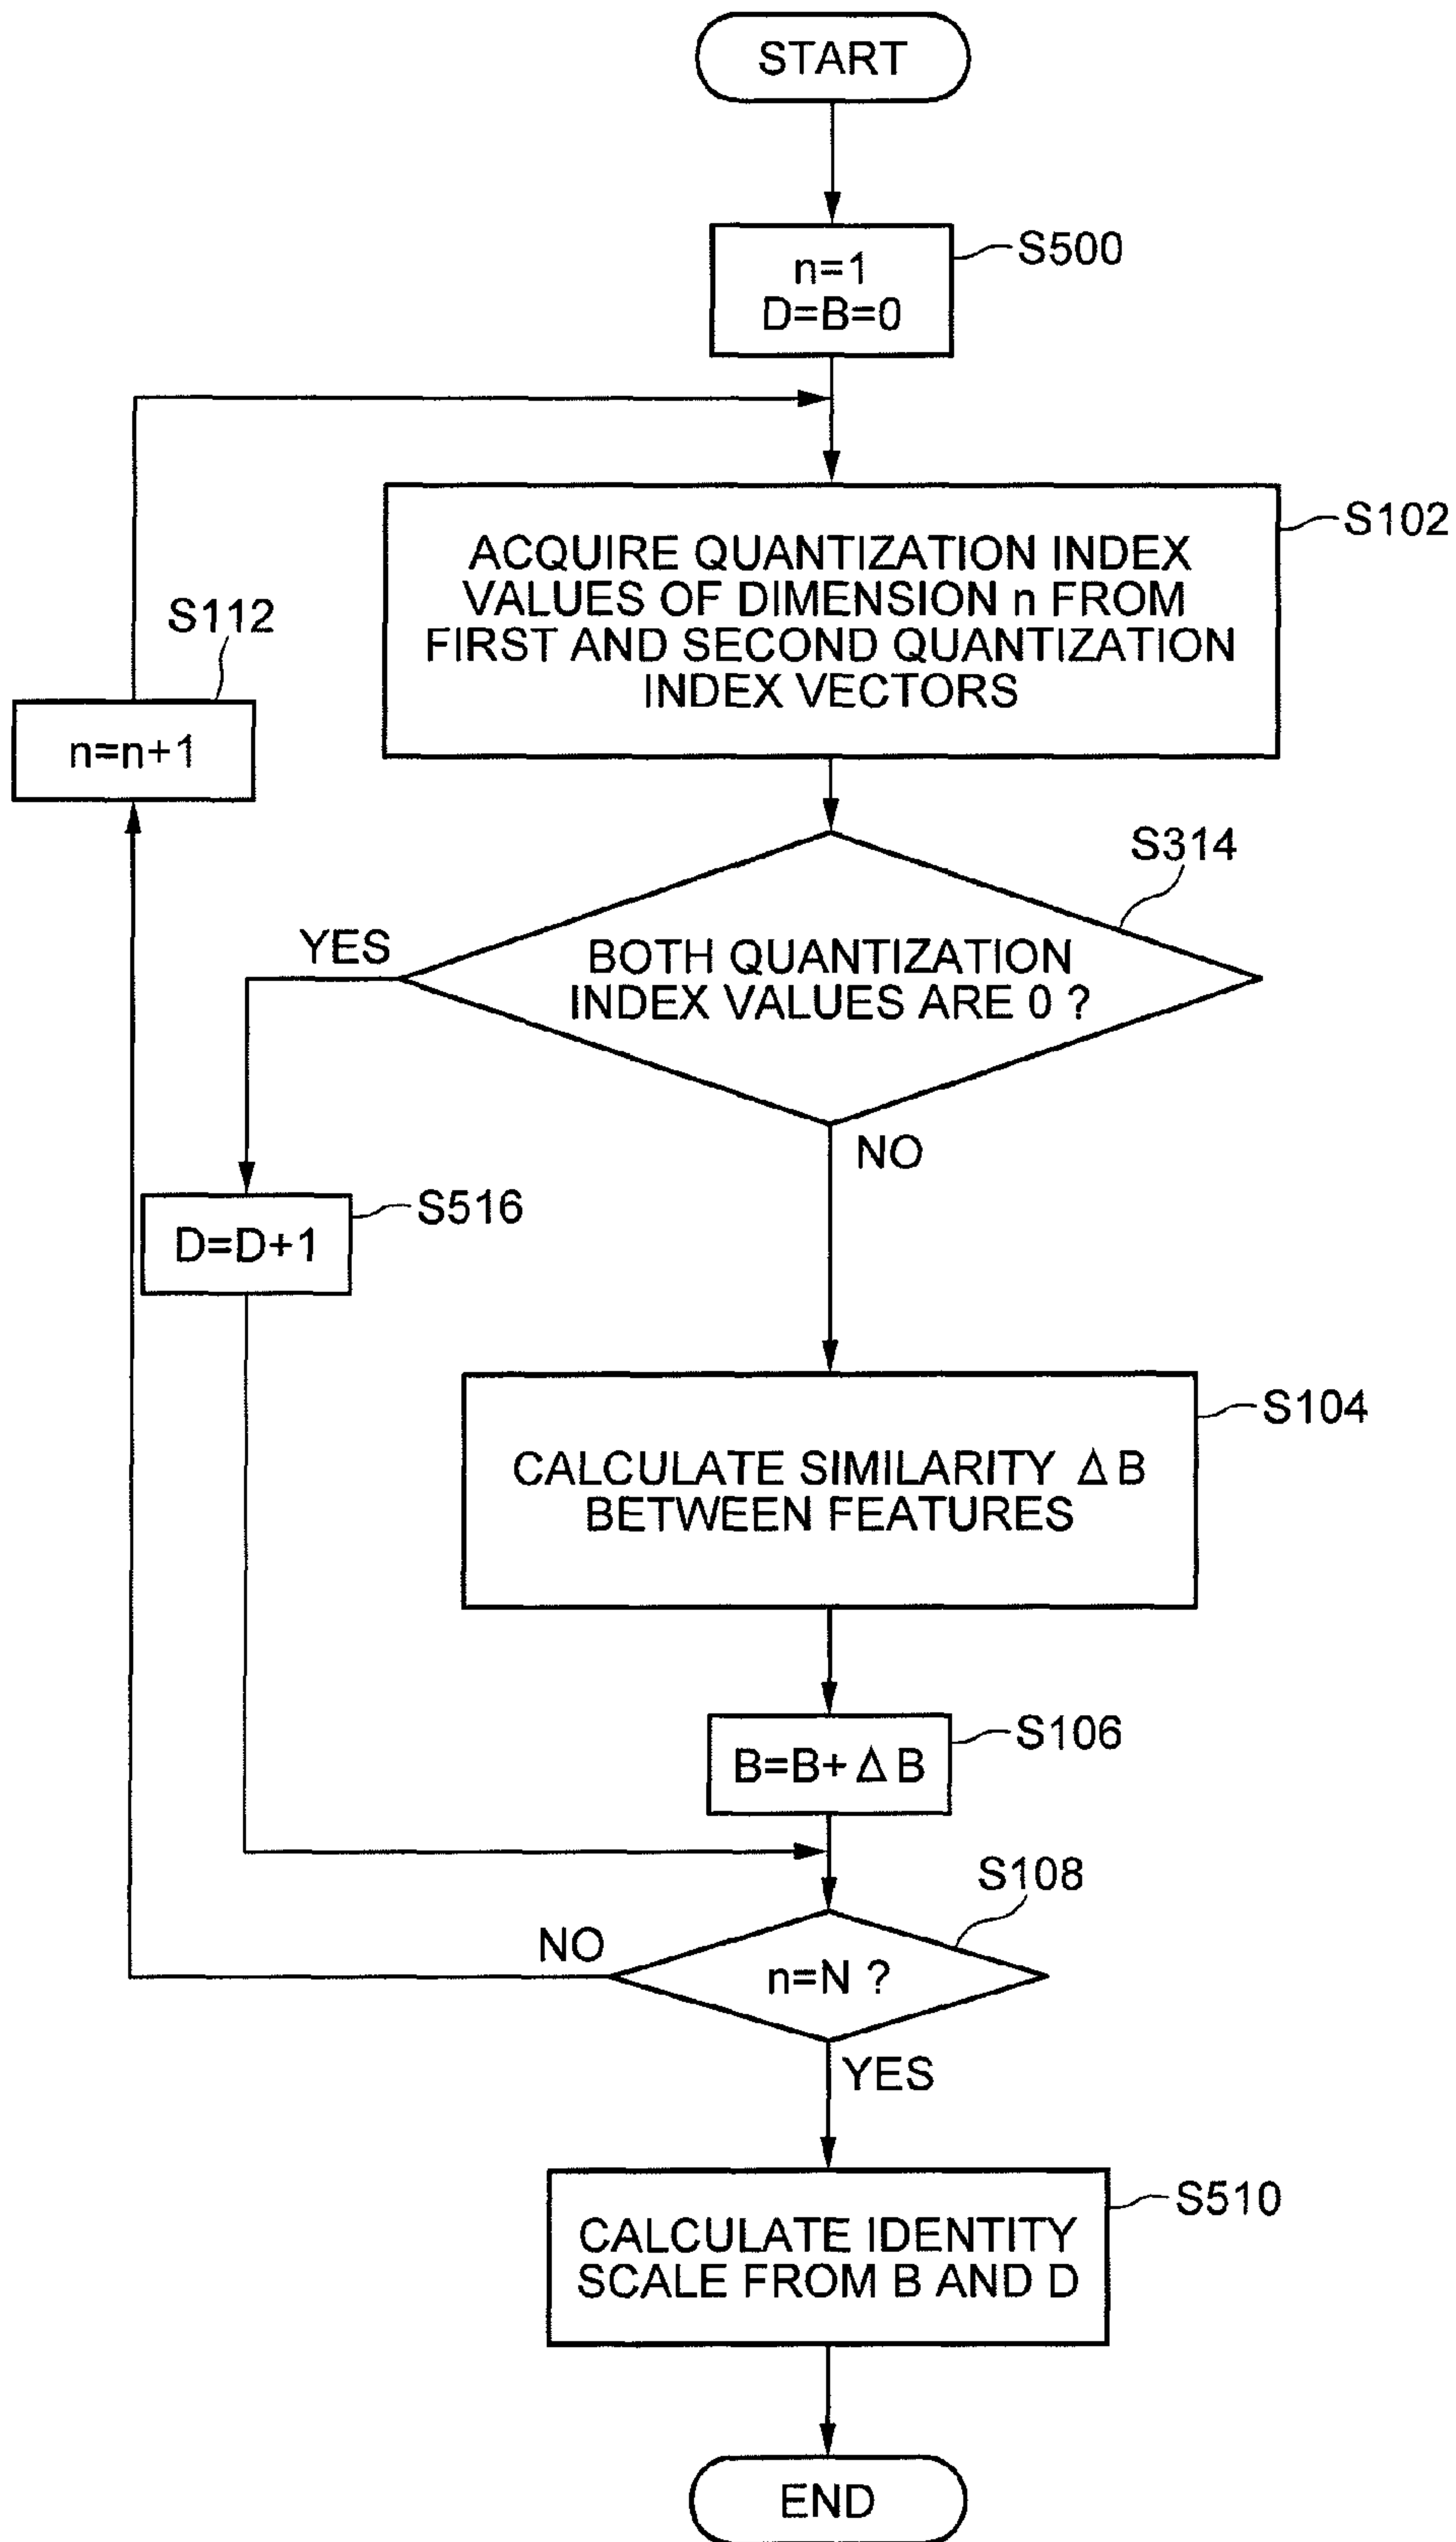 START
n=1
D=B=0
S500
ACQUIRE QUANTIZATION INDEX
VALUES OF DIMENSION n FROM
FIRST AND SECOND QUANTIZATION
INDEX VECTORS
S102
S112
n=n+1
S314
BOTH QUANTIZATION
INDEX VALUES ARE 0 ?
YES
NO
D=D+1
S516
CALCULATE SIMILARITY Δ B
BETWEEN FEATURES
S104
B=B+ Δ B
S106
S108
n=N ?
NO
YES
CALCULATE IDENTITY
SCALE FROM B AND D
S510
END